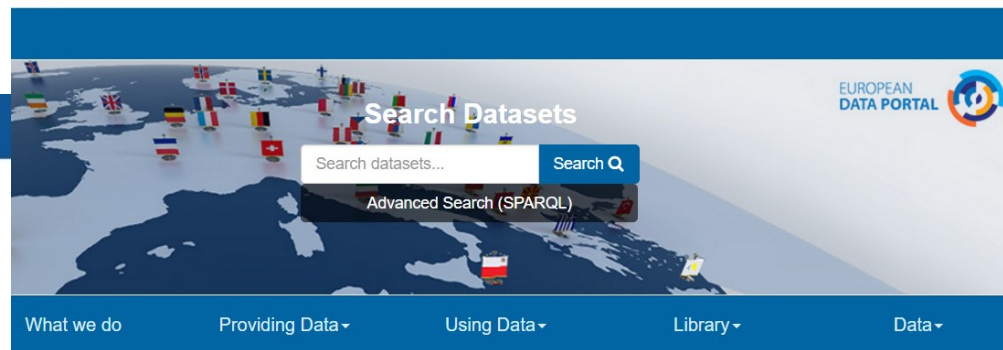 Search Datasets
EUROPEAN
DATA PORTAL
Search datasets...
Search
Advanced Search (SPARQL)
What we do
Providing Data
Using Data
Library
Data